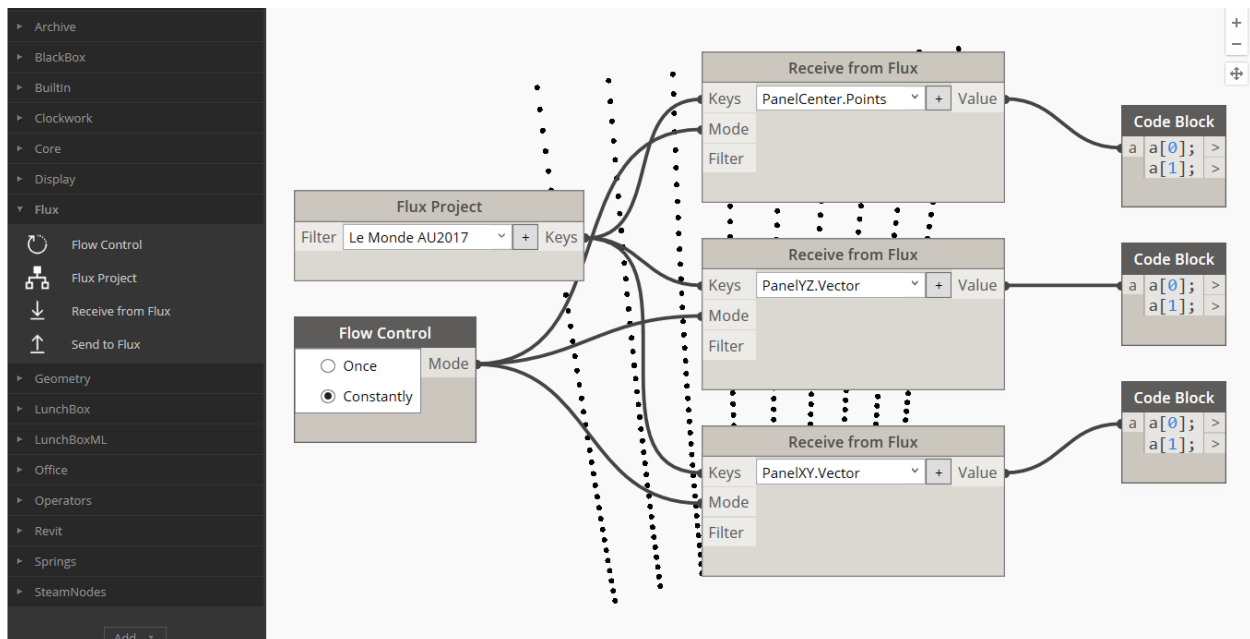 Archive
BlackBox
BuiltIn
Clockwork
Core
Display
Flux
Flow Control
Flux Project
Receive from Flux
Send to Flux
Geometry
LunchBox
LunchBoxML
Office
Operators
Revit
Springs
SteamNodes
Add
Flux Project
Filter Le Monde AU2017 + Keys
Flow Control
Once Mode
Constantly
Receive from Flux
Keys PanelCenter.Points + Value
Mode
Filter
Receive from Flux
Keys PanelYZ.Vector + Value
Mode
Filter
Receive from Flux
Keys PanelXY.Vector + Value
Mode
Filter
Code Block
a a[0]; >
a[1]; >
Code Block
a a[0]; >
a[1]; >
Code Block
a a[0]; >
a[1]; >
+
−